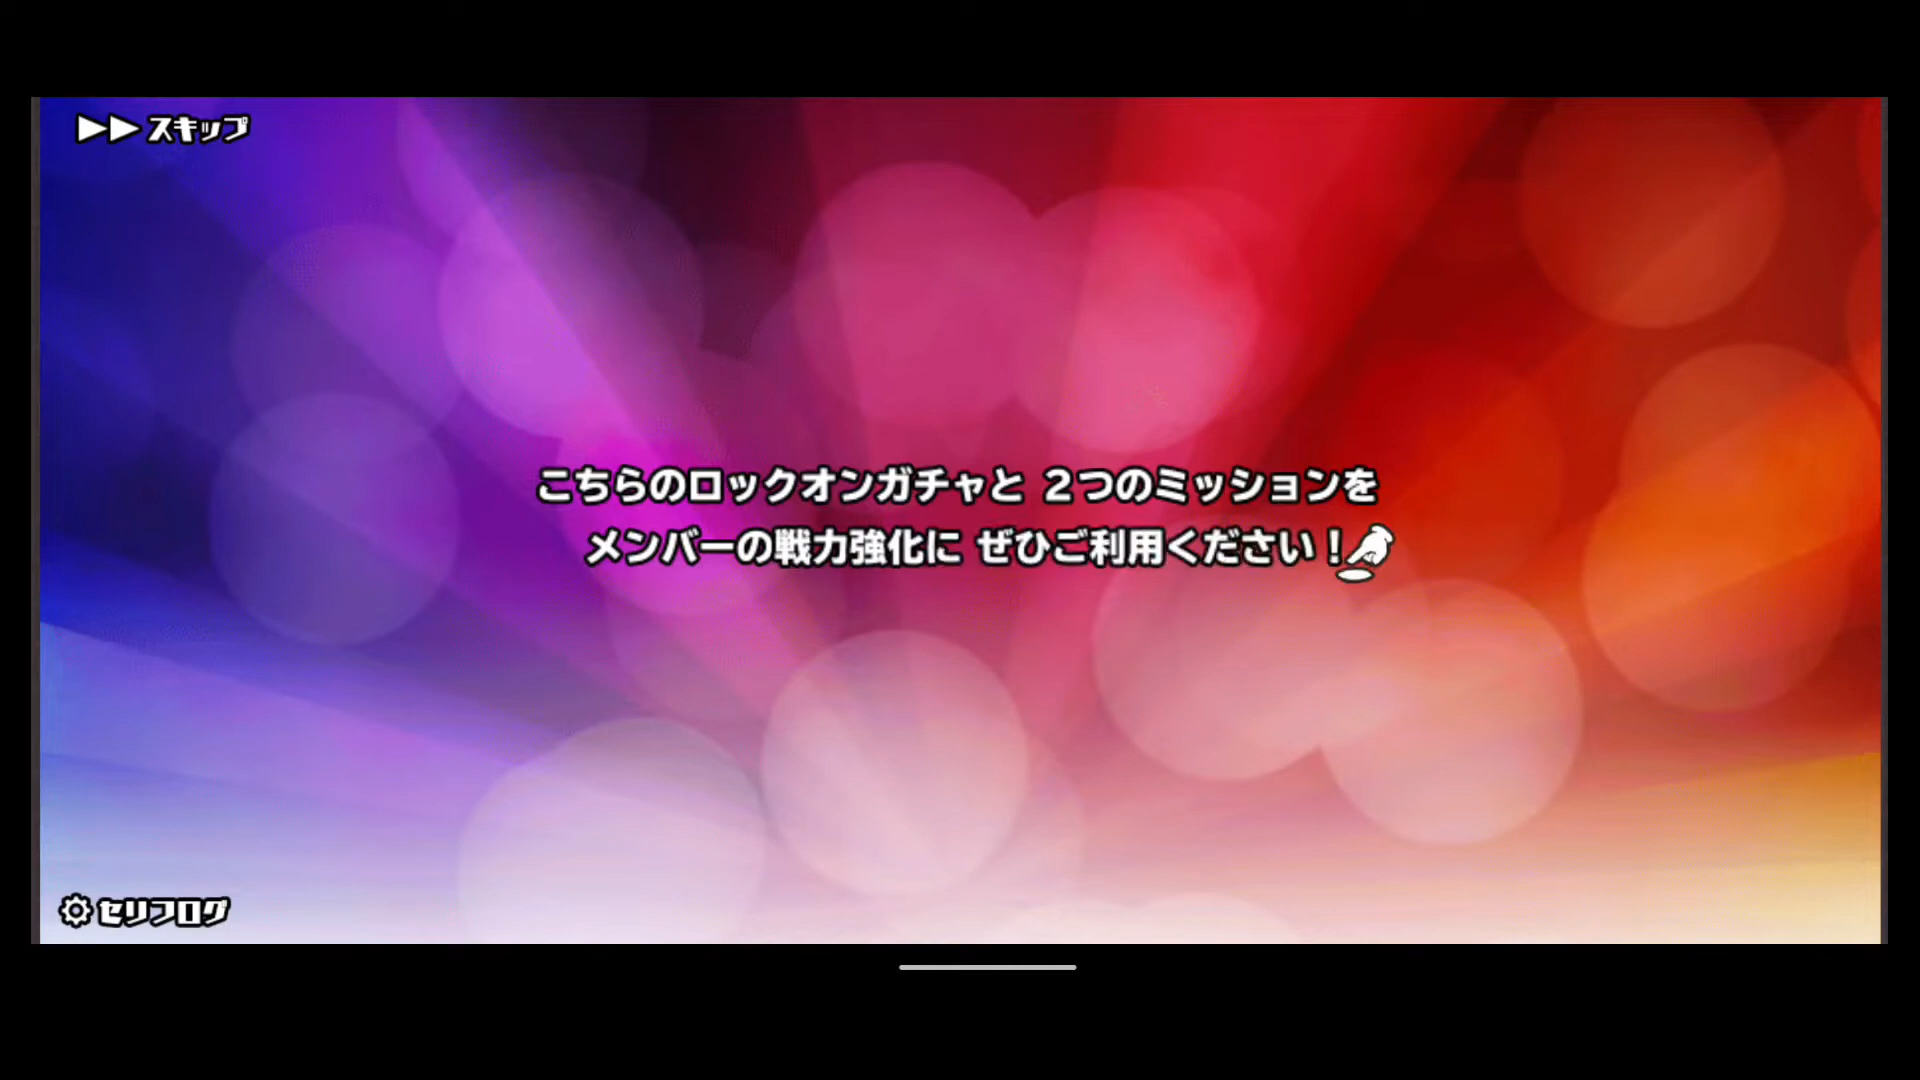 スキップ
こちらのロックオンガチャと ２つのミッションを
メンバーの戦力強化に ぜひご利用ください！
セリフログ